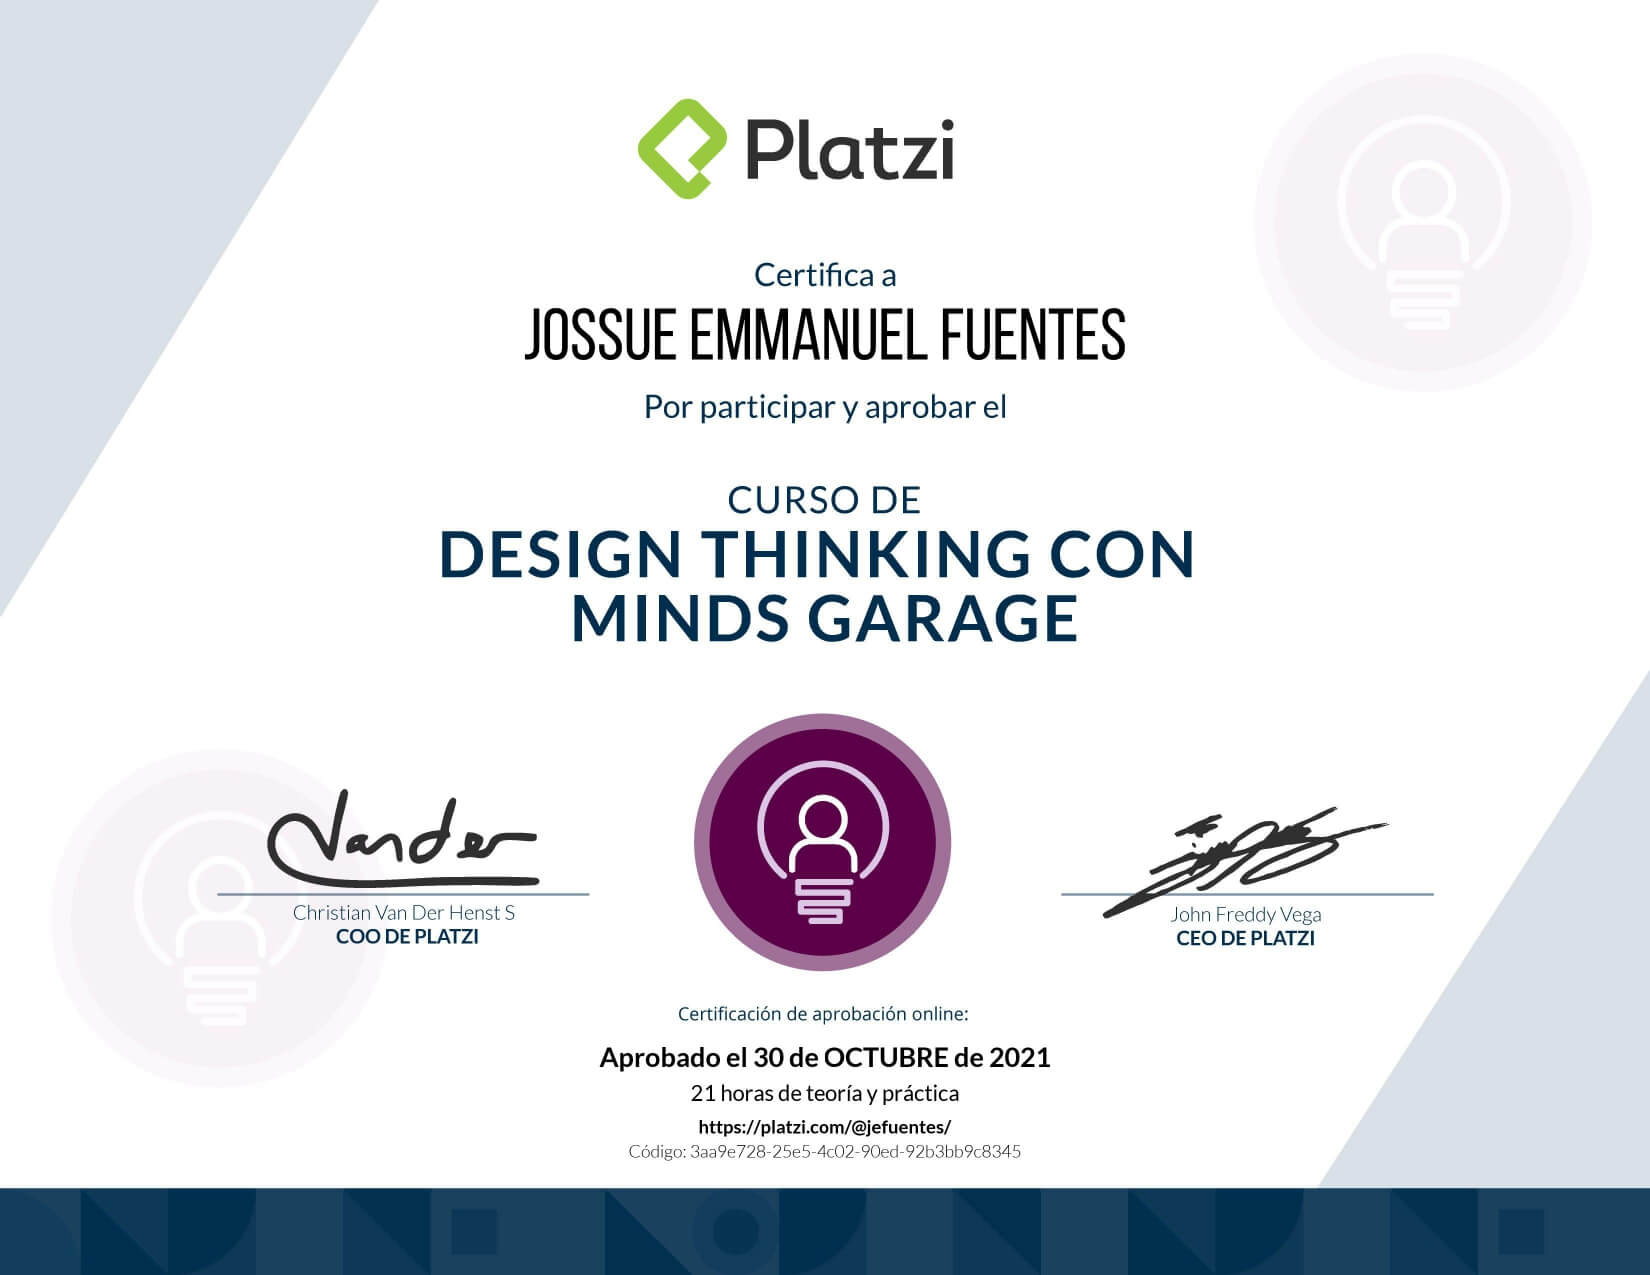 Platzi
Certifica a
JOSSUE EMMANUEL FUENTES
Por participar y aprobar el
CURSO DE
DESIGN THINKING CON
MINDS GARAGE
Vander
Christian Van Der Henst S
COO DE PLATZI
John Freddy Vega
CEO DE PLATZI
Certificación de aprobación online:
Aprobado el 30 de OCTUBRE de 2021
21 horas de teoría y práctica
https://platzi.com/@jefuentes/
Código: 3aa9e728-25e5-4c02-90ed-92b3bb9c8345